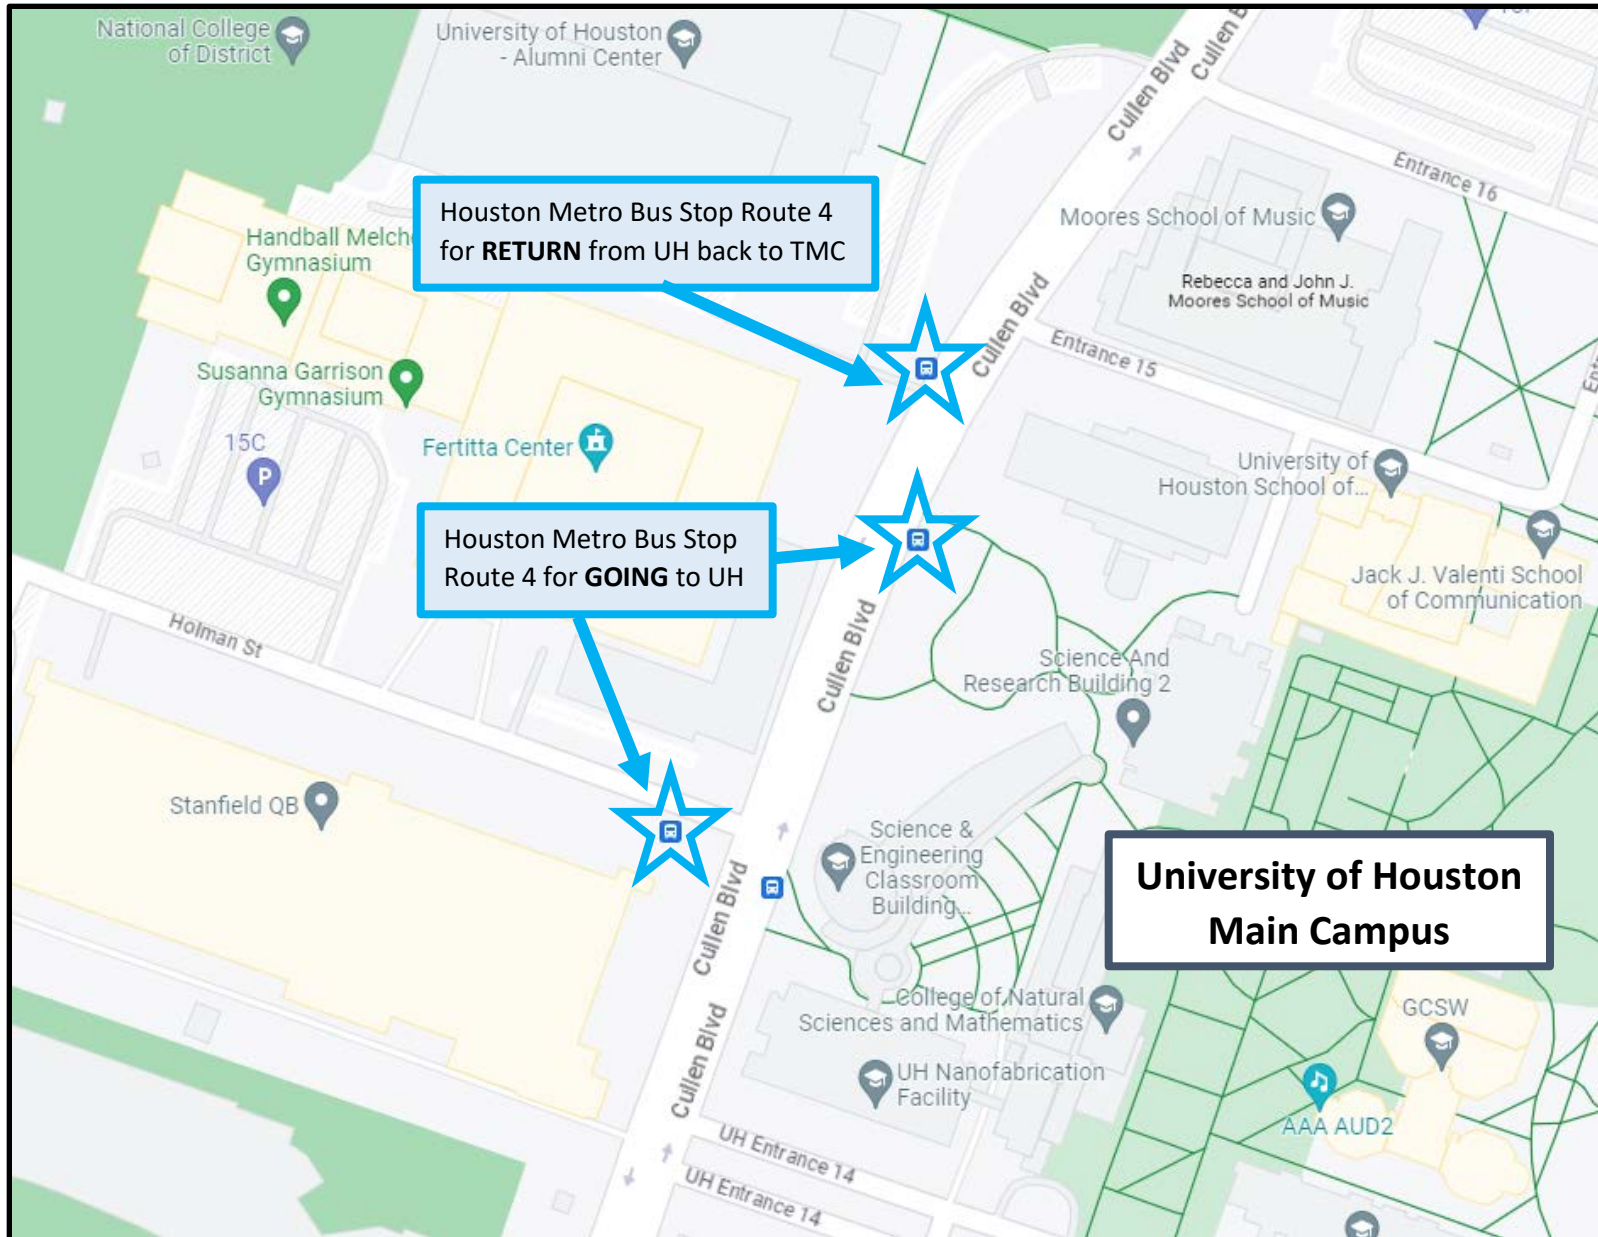 National College
of District
University of Houston
- Alumni Center
Cullen Blvd
Cullen B
Entrance 16
Houston Metro Bus Stop Route 4
for RETURN from UH back to TMC
Moores School of Music
Rebecca and John J.
Moores School of Music
Handball Melch
Gymnasium
Cullen Blvd
Entrance 15
Susanna Garrison
Gymnasium
15C
P
Fertitta Center
University of
Houston School of...
Houston Metro Bus Stop
Route 4 for GOING to UH
Jack J. Valenti School
of Communication
Holman St
Cullen Blvd
Science And
Research Building 2
Stanfield QB
Science &
Engineering
Classroom
Building...
University of Houston
Main Campus
Cullen Blvd
College of Natural
Sciences and Mathematics
GCSW
Cullen Blvd
UH Nanofabrication
Facility
AAA AUD2
UH Entrance 14
UH Entrance 14